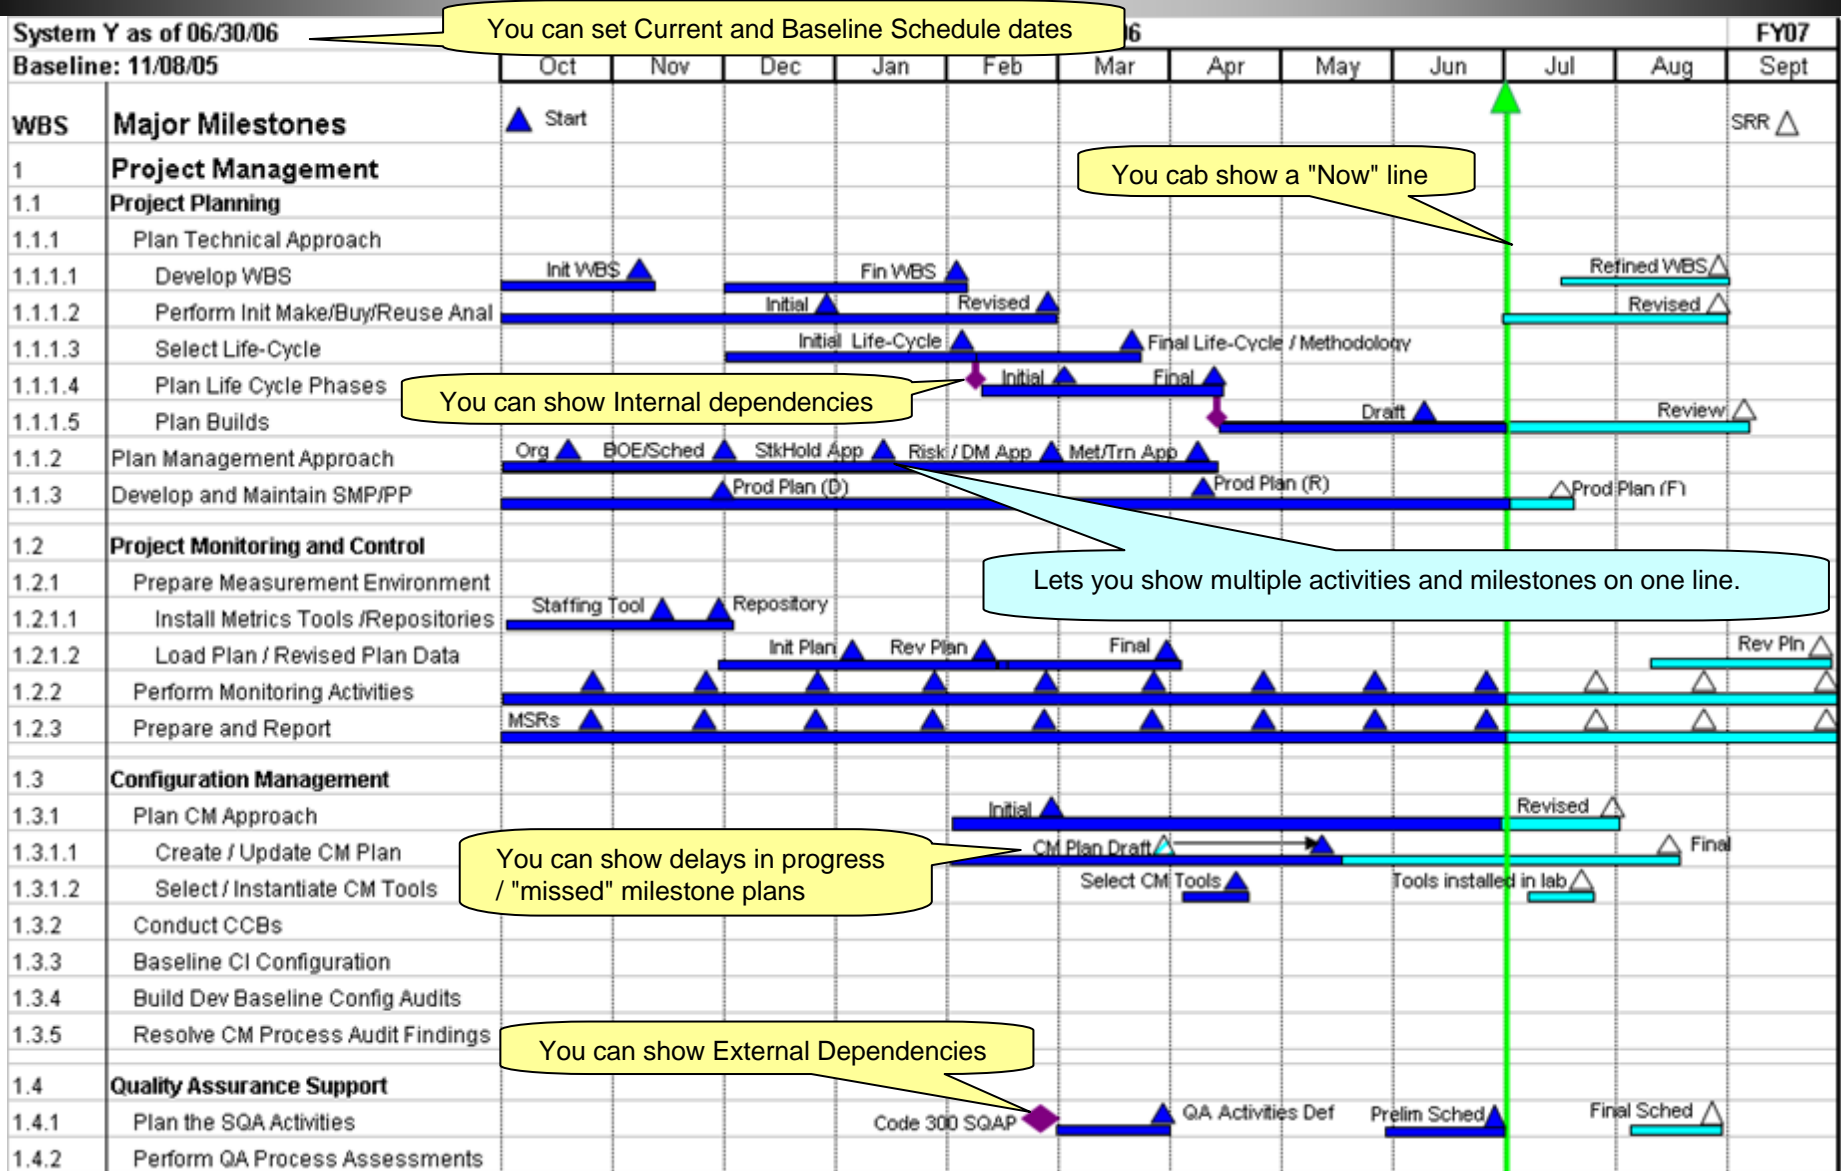 You can set Current and Baseline Schedule dates
System Y as of 06/30/06 6 FY07
Baseline: 11/08/05 Oct Nov Dec Jan Feb Mar Apr May Jun Jul Aug Sept
WBS Major Milestones Start SRR
1 Project Management
You cab show a "Now" line
1.1 Project Planning
1.1.1 Plan Technical Approach
1.1.1.1 Develop WBS Init WBS Fin WBS Refined WBS
1.1.1.2 Perform Init Make/Buy/Reuse Anal Initial Revised Revised
1.1.1.3 Select Life-Cycle Initial Life-Cycle Final Life-Cycle / Methodology
1.1.1.4 Plan Life Cycle Phases Initial Final
You can show Internal dependencies
1.1.1.5 Plan Builds Draft Review
1.1.2 Plan Management Approach Org BOE/Sched StkHold App Risk / DM App Met/Trn App
1.1.3 Develop and Maintain SMP/PP Prod Plan (D) Prod Plan (R) Prod Plan (F)
1.2 Project Monitoring and Control
Lets you show multiple activities and milestones on one line.
1.2.1 Prepare Measurement Environment
1.2.1.1 Install Metrics Tools /Repositories Staffing Tool Repository
1.2.1.2 Load Plan / Revised Plan Data Init Plan Rev Plan Final Rev Pln
1.2.2 Perform Monitoring Activities
1.2.3 Prepare and Report MSRs
1.3 Configuration Management
1.3.1 Plan CM Approach Initial Revised
1.3.1.1 Create / Update CM Plan CM Plan Draft Final
You can show delays in progress
/ "missed" milestone plans
1.3.1.2 Select / Instantiate CM Tools Select CM Tools Tools installed in lab
1.3.2 Conduct CCBs
1.3.3 Baseline CI Configuration
1.3.4 Build Dev Baseline Config Audits
1.3.5 Resolve CM Process Audit Findings
You can show External Dependencies
1.4 Quality Assurance Support
1.4.1 Plan the SQA Activities Code 300 SQAP QA Activities Def Prelim Sched Final Sched
1.4.2 Perform QA Process Assessments